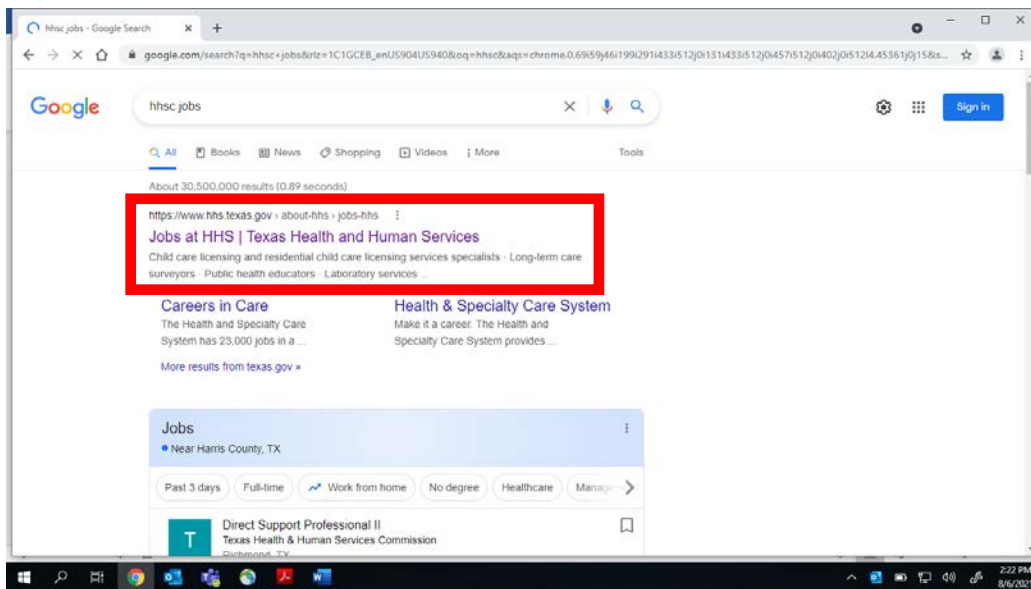 hhsc jobs - Google Search
google.com/search?q=hhsc+jobs&rlz=1C1GCEB_enUS904US940&oq=hhsc&aqs=chrome.0.69i59j46i199i291i433i512j0i131i433i512j0i457i512j0i402j0i512l4.45361j0j15&s...
Google
hhsc jobs
Sign in
All Books News Shopping Videos More Tools
About 30,500,000 results (0.89 seconds)
https://www.hhs.texas.gov › about-hhs › jobs-hhs
Jobs at HHS | Texas Health and Human Services
Child care licensing and residential child care licensing services specialists · Long-term care
surveyors · Public health educators · Laboratory services ...
Careers in Care
The Health and Specialty Care
System has 23,000 jobs in a ...
Health & Specialty Care System
Make it a career. The Health and
Specialty Care System provides ...
More results from texas.gov »
Jobs
Near Harris County, TX
Past 3 days Full-time Work from home No degree Healthcare
T
Direct Support Professional II
Texas Health & Human Services Commission
Richmond, TX
2:22 PM
8/6/2021